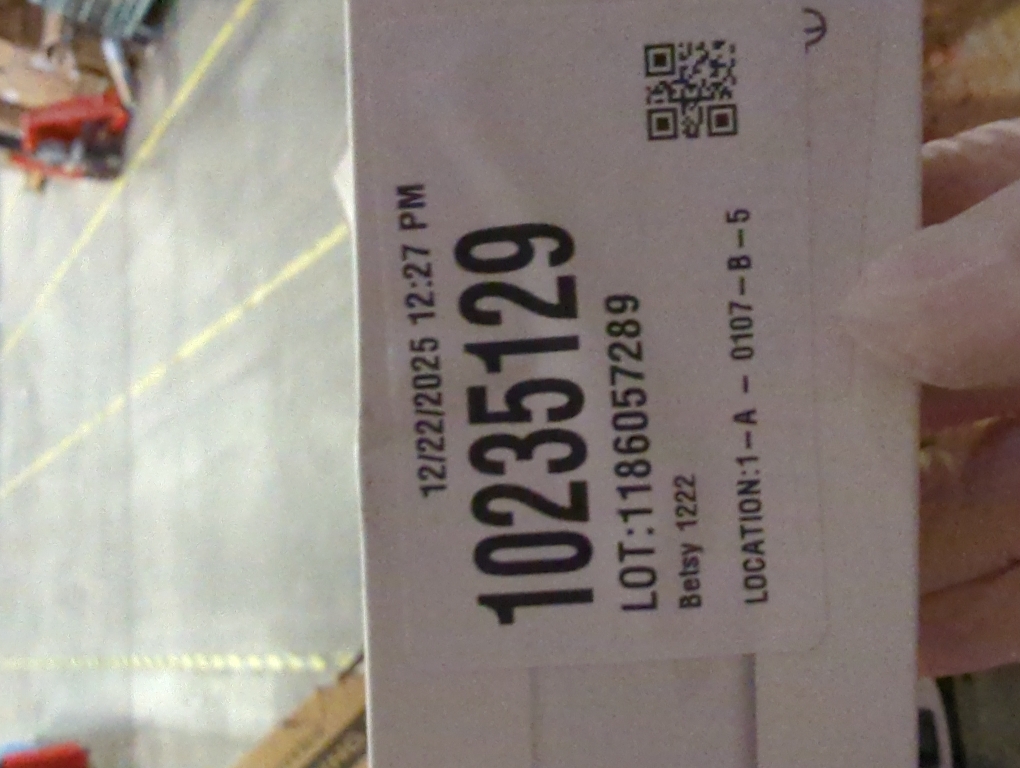 12/22/2025 12:27 PM
10235129
LOT:1186057289
Betsy 1222
LOCATION:1-A - 0107-B-5